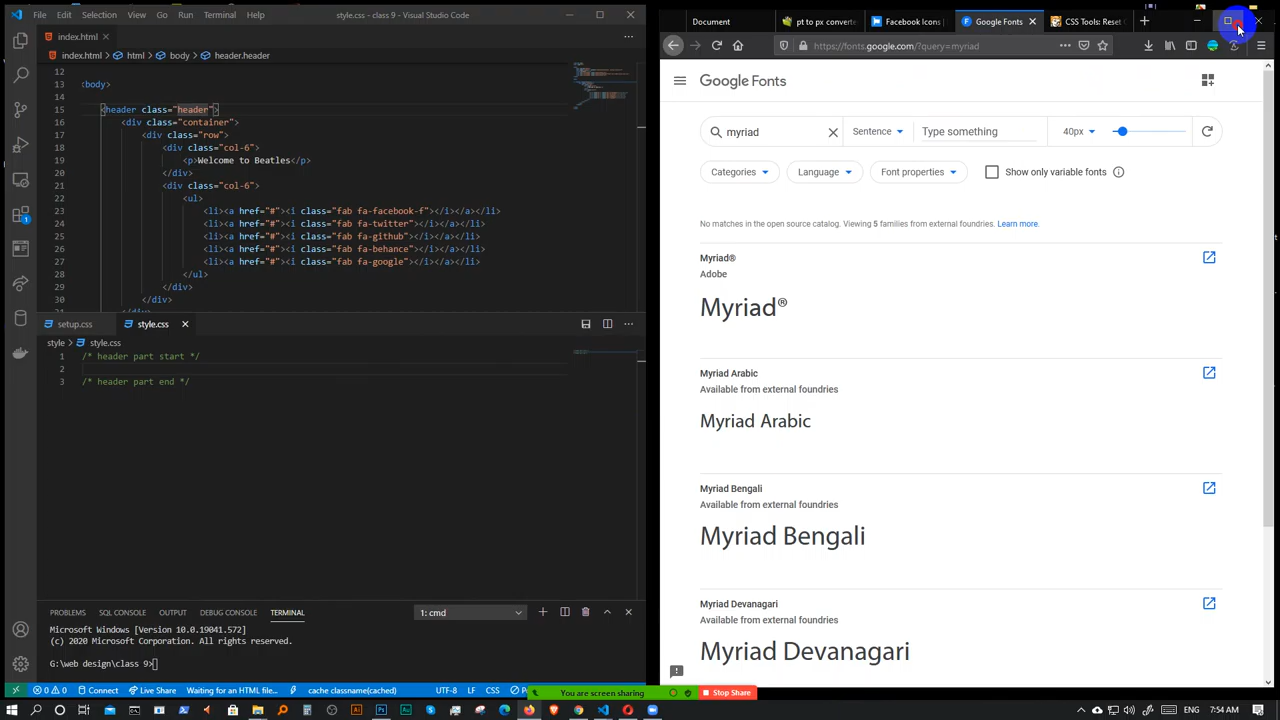 File Edit Selection View Go Run Terminal Help style.css - class 9 - Visual Studio Code
index.html
index.html > html > body > header.header
12
13 <body>
14
15 <header class="header">
16 <div class="container">
17 <div class="row">
18 <div class="col-6">
19 <p>Welcome to Beatles</p>
20 </div>
21 <div class="col-6">
22 <ul>
23 <li><a href="#"><i class="fab fa-facebook-f"></i></a></li>
24 <li><a href="#"><i class="fab fa-twitter"></i></a></li>
25 <li><a href="#"><i class="fab fa-github"></i></a></li>
26 <li><a href="#"><i class="fab fa-behance"></i></a></li>
27 <li><a href="#"><i class="fab fa-google"></i></a></li>
28 </ul>
29 </div>
30 </div>
setup.css style.css
style > style.css
1 /* header part start */
2
3 /* header part end */
PROBLEMS SQL CONSOLE OUTPUT DEBUG CONSOLE TERMINAL 1: cmd
Microsoft Windows [Version 10.0.19041.572]
(c) 2020 Microsoft Corporation. All rights reserved.
G:\web design\class 9>
0 0 Connect Live Share Waiting for an HTML file... cache classname(cached) UTF-8 LF CSS
Document pt to px converte Facebook Icons Google Fonts CSS Tools: Reset
https://fonts.google.com/?query=myriad
Google Fonts
myriad Sentence Type something 40px
Categories Language Font properties Show only variable fonts
No matches in the open source catalog. Viewing 5 families from external foundries. Learn more.
Myriad®
Adobe
Myriad®
Myriad Arabic
Available from external foundries
Myriad Arabic
Myriad Bengali
Available from external foundries
Myriad Bengali
Myriad Devanagari
Available from external foundries
Myriad Devanagari
You are screen sharing Stop Share
ENG 7:54 AM